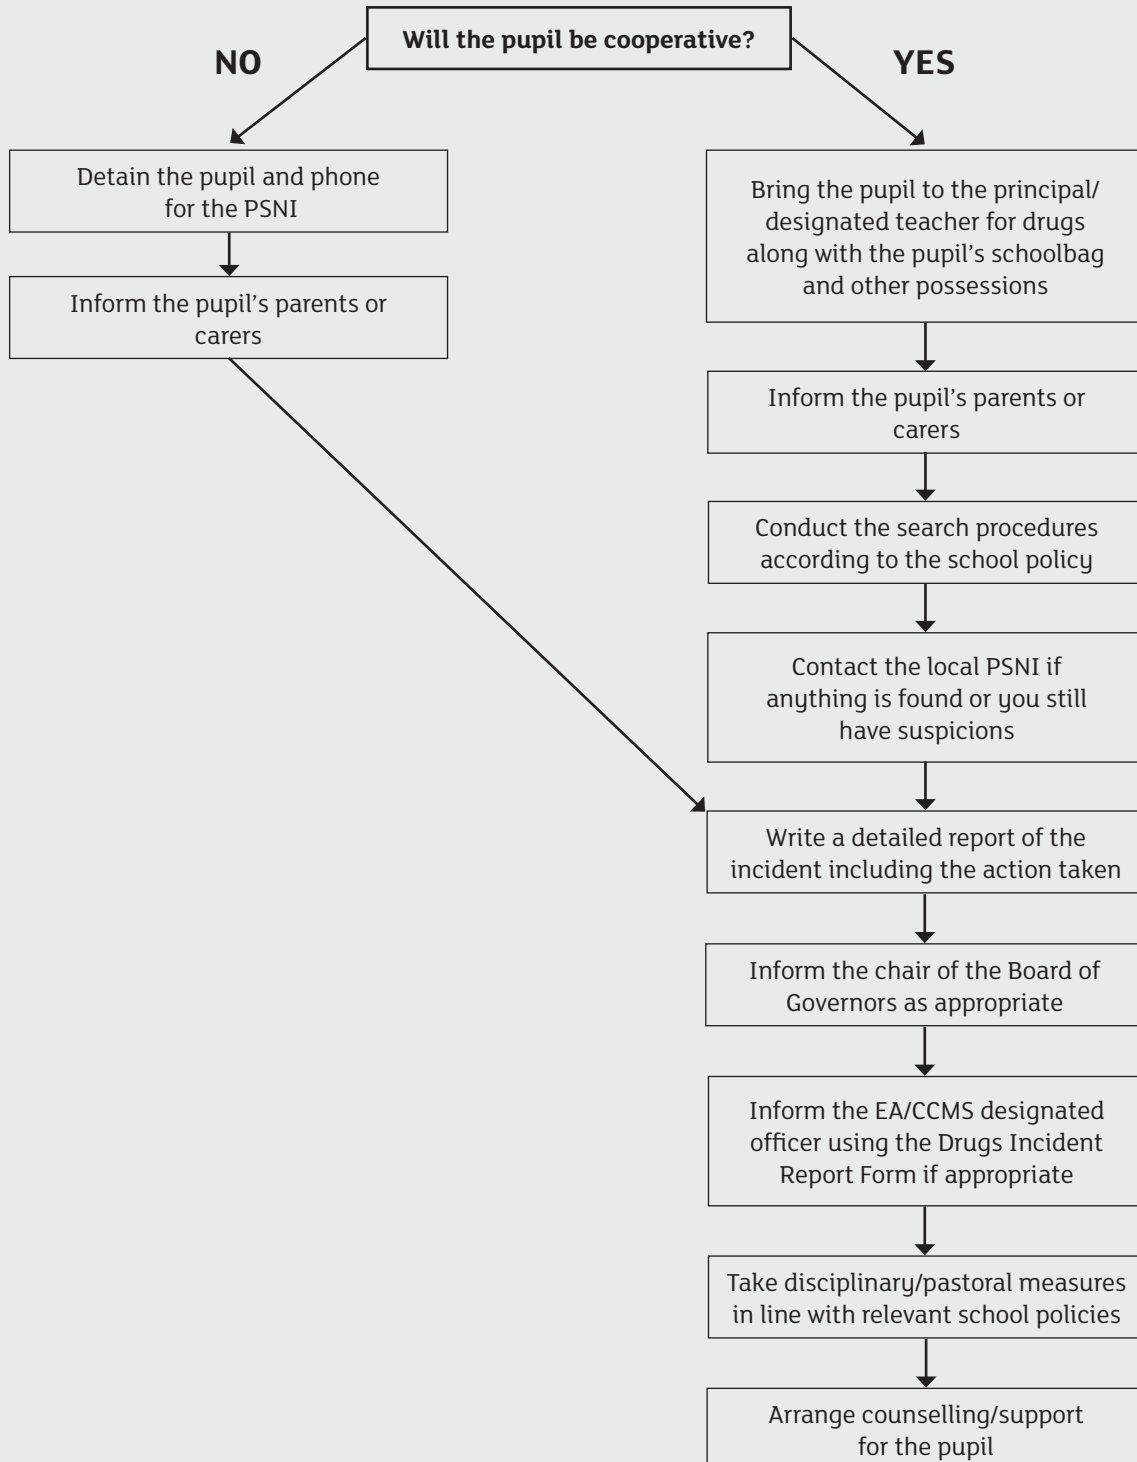 Will the pupil be cooperative?
NO
YES
Detain the pupil and phone
for the PSNI
Inform the pupil's parents or
carers
Bring the pupil to the principal/
designated teacher for drugs
along with the pupil's schoolbag
and other possessions
Inform the pupil's parents or
carers
Conduct the search procedures
according to the school policy
Contact the local PSNI if
anything is found or you still
have suspicions
Write a detailed report of the
incident including the action taken
Inform the chair of the Board of
Governors as appropriate
Inform the EA/CCMS designated
officer using the Drugs Incident
Report Form if appropriate
Take disciplinary/pastoral measures
in line with relevant school policies
Arrange counselling/support
for the pupil